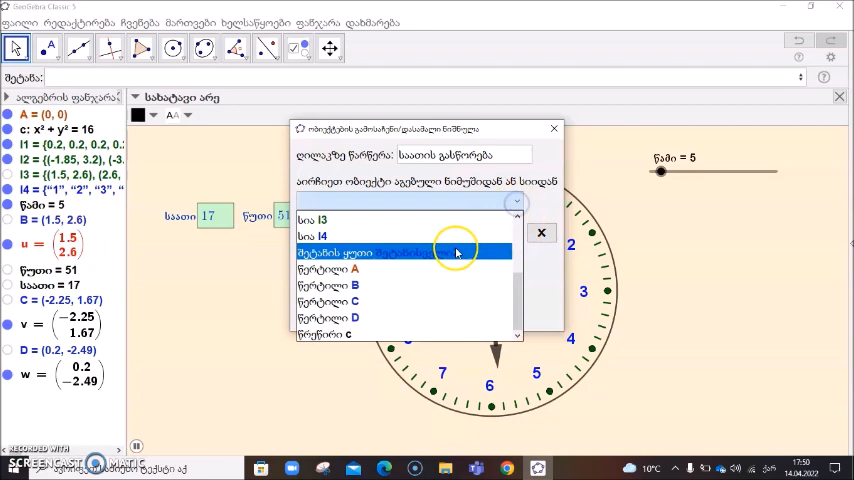 GeoGebra Classic 5
ფაილი რედაქტირება ჩვენება მართვები ხელსაწყოები ფანჯარა დახმარება
შეტანა:
ალგებრის ფანჯარა
სახატავი არე
A = (0, 0)
c: x² + y² = 16
l1 = {0.2, 0.2, 0.2, 0.
l2 = {(-1.85, 3.2), (-3.
l3 = {(1.5, 2.6), (2.6,
l4 = {"1", "2", "3", "
წამი = 5
B = (1.5, 2.6)
u = (1.5 2.6)
წუთი = 51
საათი = 17
C = (-2.25, 1.67)
v = (−2.25 1.67)
D = (0.2, -2.49)
w = (0.2 −2.49)
AA
საათი 17 წუთი 51
წამი = 5
ობიექტების გამოსაჩენი/დასამალი ნიშნულა
ღილაკზე წარწერა: საათის გასწორება
აირჩიეთ ობიექტი აგებული ნიმუშიდან ან სიიდან
სია l3
სია l4
შეტანის ყუთი
წერტილი A
წერტილი B
წერტილი C
წერტილი D
წრეწირი c
X
2
3
4
5
6
7
RECORDED WITH
SCREENCAST MATIC
10°C
ქარ
17:50
14.04.2022